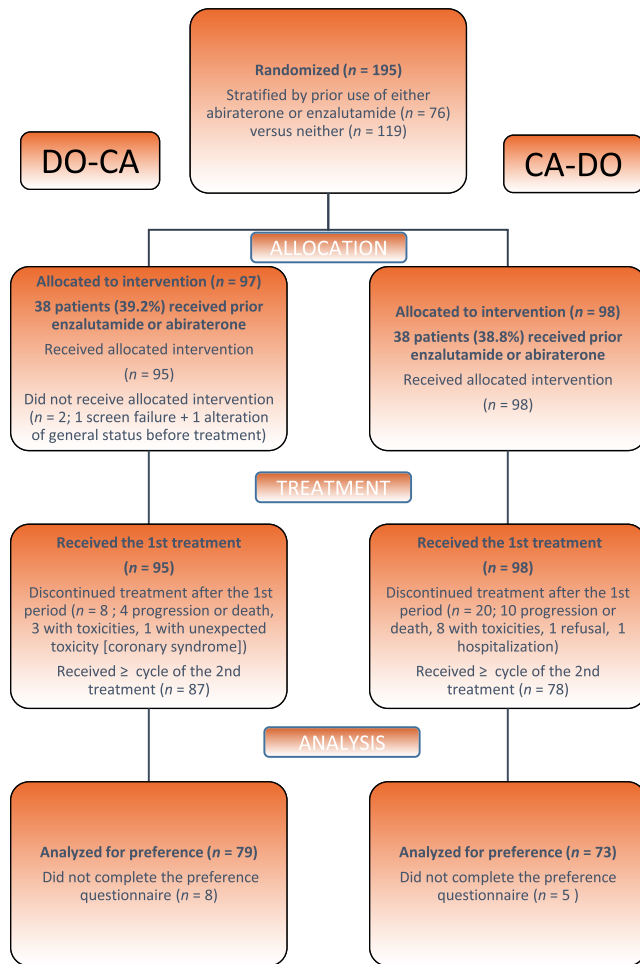 Randomized (n = 195)
Stratified by prior use of either
abiraterone or enzalutamide (n = 76)
versus neither (n = 119)
DO-CA
CA-DO
ALLOCATION
Allocated to intervention (n = 97)
38 patients (39.2%) received prior
enzalutamide or abiraterone
Received allocated intervention
(n = 95)
Did not receive allocated intervention
(n = 2; 1 screen failure + 1 alteration
of general status before treatment)
Allocated to intervention (n = 98)
38 patients (38.8%) received prior
enzalutamide or abiraterone
Received allocated intervention
(n = 98)
TREATMENT
Received the 1st treatment
(n = 95)
Discontinued treatment after the 1st
period (n = 8 ; 4 progression or death,
3 with toxicities, 1 with unexpected
toxicity [coronary syndrome])
Received ≥ cycle of the 2nd
treatment (n = 87)
Received the 1st treatment
(n = 98)
Discontinued treatment after the 1st
period (n = 20; 10 progression or
death, 8 with toxicities, 1 refusal, 1
hospitalization)
Received ≥ cycle of the 2nd
treatment (n = 78)
ANALYSIS
Analyzed for preference (n = 79)
Did not complete the preference
questionnaire (n = 8)
Analyzed for preference (n = 73)
Did not complete the preference
questionnaire (n = 5 )